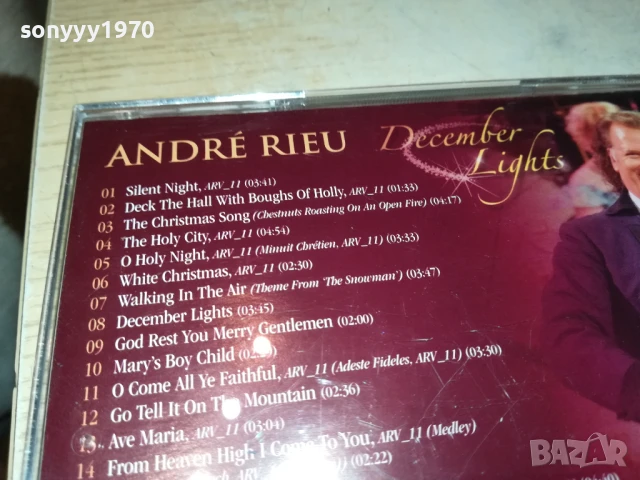 sonyyy1970
ANDRÉ RIEU
December
Lights
01 Silent Night, ARV_11 (03:41)
02 Deck The Hall With Boughs Of Holly, ARV_11 (01:33)
03 The Christmas Song (Chestnuts Roasting On An Open Fire) (04:17)
04 The Holy City, ARV_11 (04:54)
05 O Holy Night, ARV_11 (Minuit Chrétien, ARV_11) (03:33)
06 White Christmas, ARV_11 (02:30)
07 Walking In The Air (Theme From 'The Snowman') (03:47)
08 December Lights (03:45)
09 God Rest You Merry Gentlemen (02:00)
10 Mary's Boy Child
11 O Come All Ye Faithful, ARV_11 (Adeste Fideles, ARV_11) (03:30)
12 Go Tell It On The Mountain (02:36)
13 Ave Maria, ARV_11 (03:04)
14 From Heaven High I Come To You, ARV_11 (Medley)
(02:22)
BAZAR